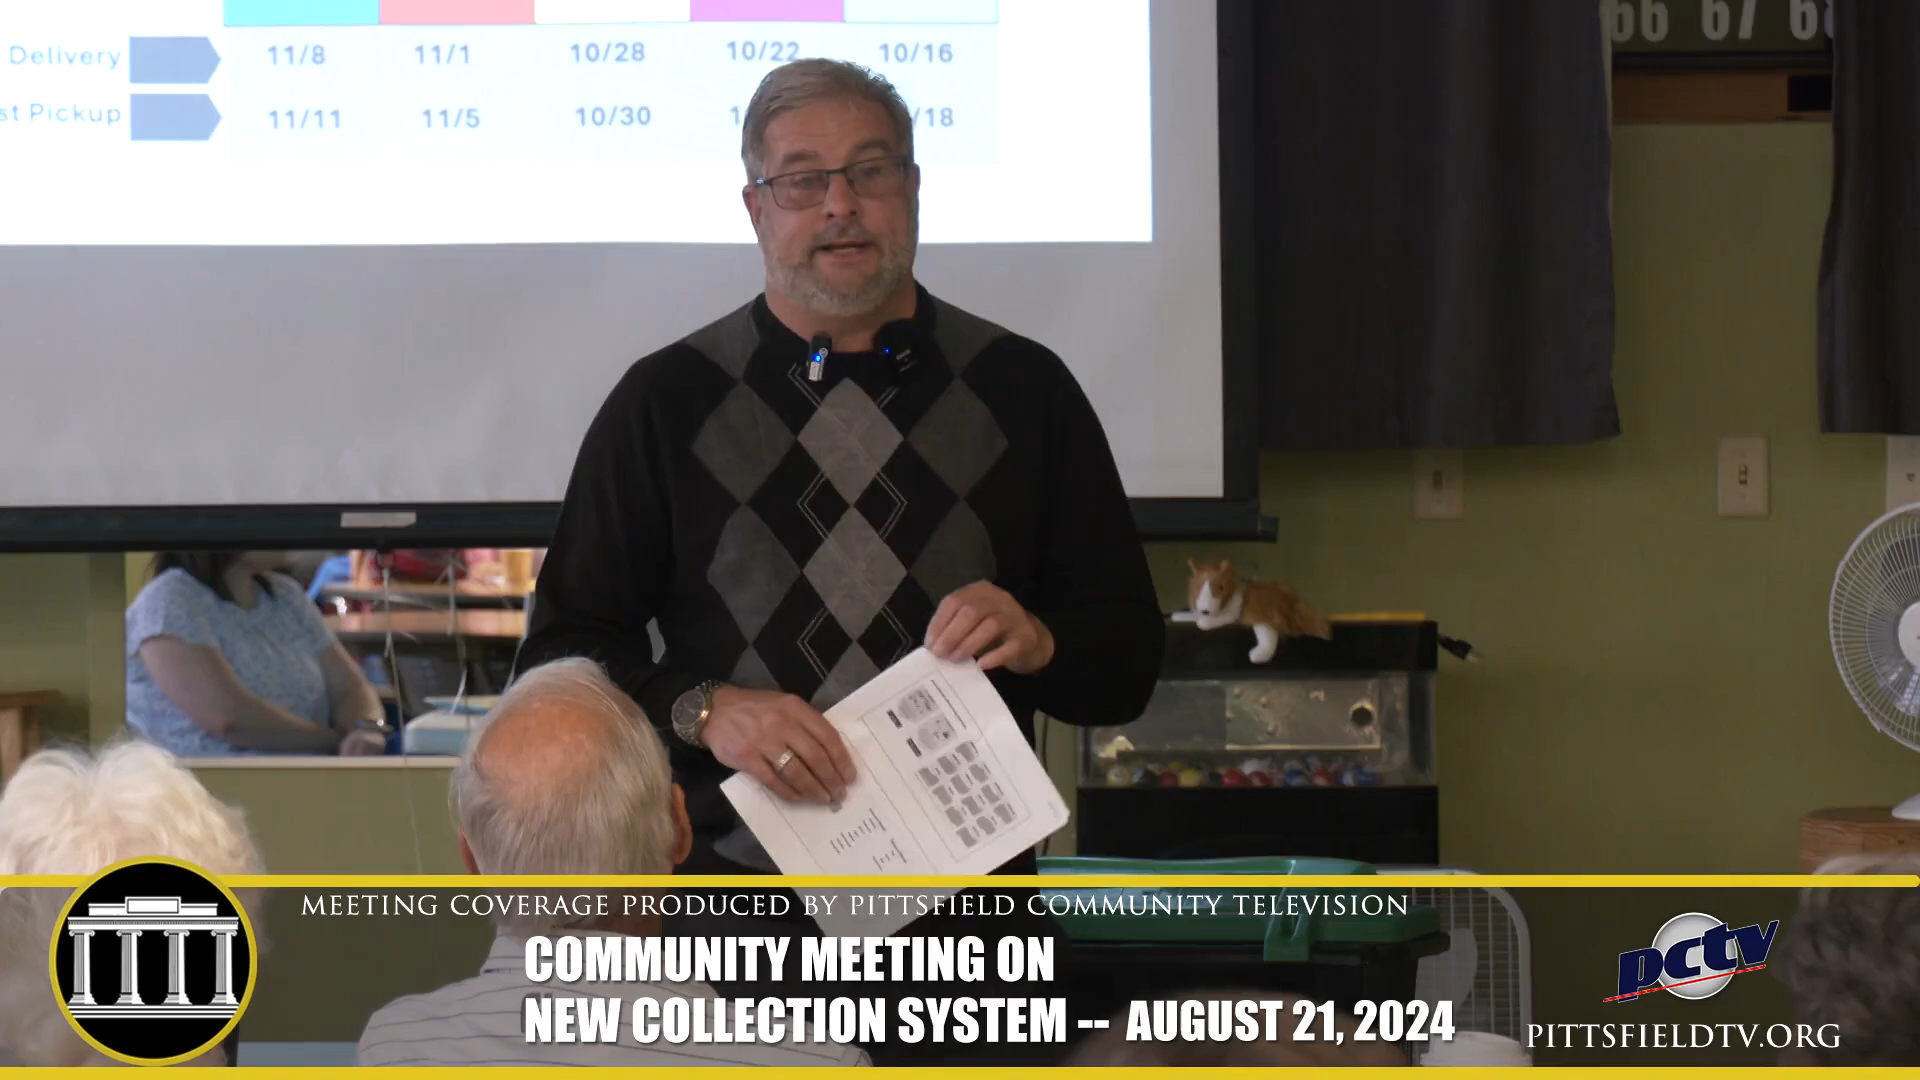 66 67 68
Delivery 11/8 11/1 10/28 10/22 10/16
st Pickup 11/11 11/5 10/30 1 /18
MEETING COVERAGE PRODUCED BY PITTSFIELD COMMUNITY TELEVISION
COMMUNITY MEETING ON
NEW COLLECTION SYSTEM -- AUGUST 21, 2024
pctv
PITTSFIELDTV.ORG